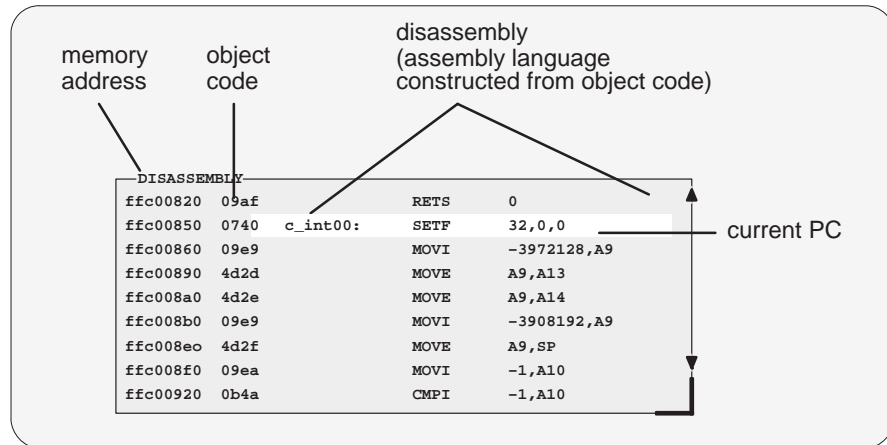 memory address
object code
disassembly
(assembly language
constructed from object code)
DISASSEMBLY
ffc00820 09af RETS 0
ffc00850 0740 c_int00: SETF 32,0,0
current PC
ffc00860 09e9 MOVI −3972128,A9
ffc00890 4d2d MOVE A9,A13
ffc008a0 4d2e MOVE A9,A14
ffc008b0 09e9 MOVI −3908192,A9
ffc008eo 4d2f MOVE A9,SP
ffc008f0 09ea MOVI −1,A10
ffc00920 0b4a CMPI −1,A10